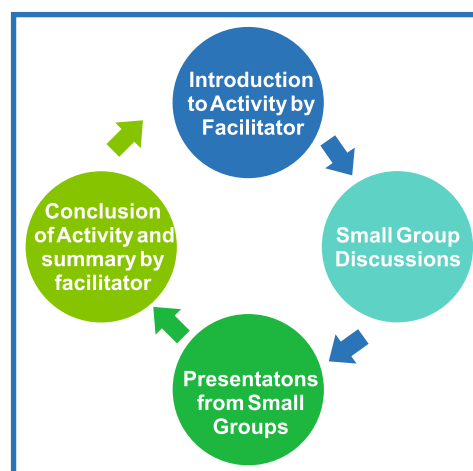 Introduction
to Activity by
Facilitator
Small Group
Discussions
Presentatons
from Small
Groups
Conclusion
of Activity and
summary by
facilitator